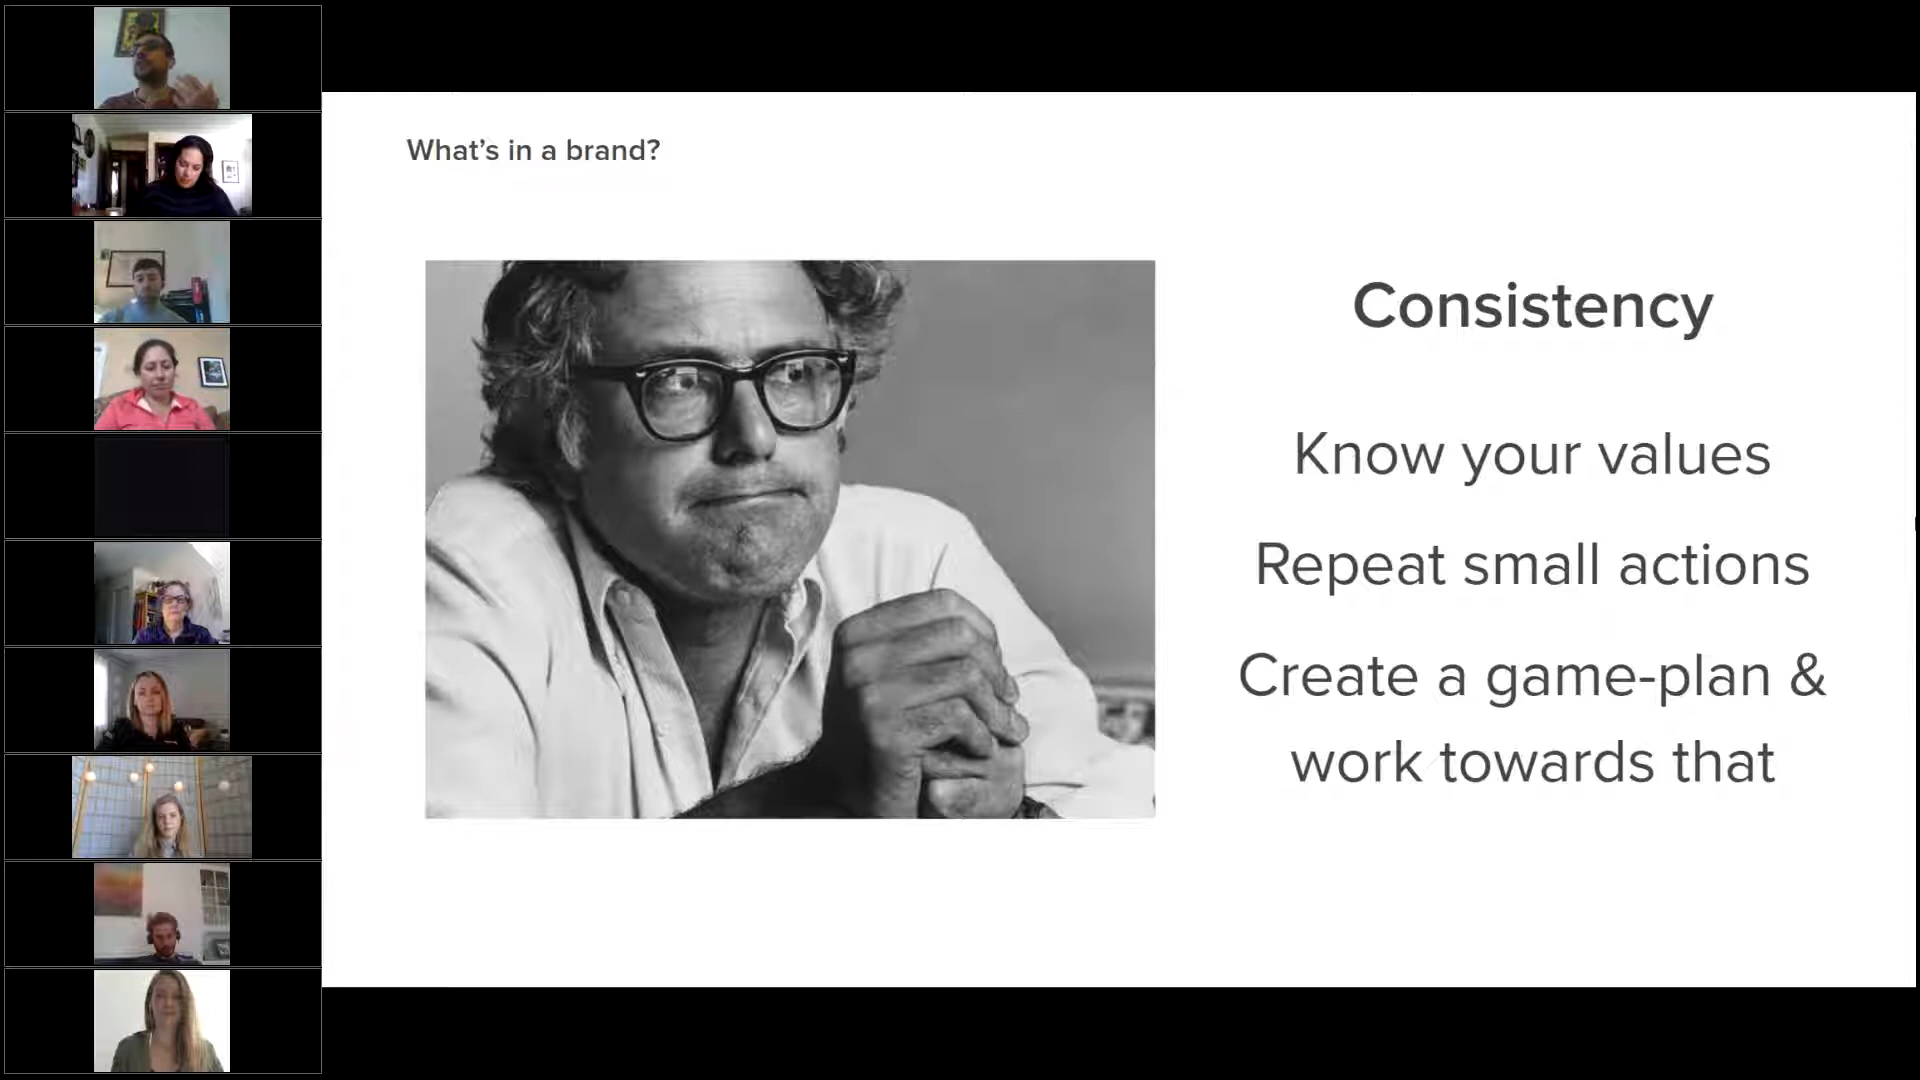 What’s in a brand?
Consistency
Know your values
Repeat small actions
Create a game-plan &
work towards that